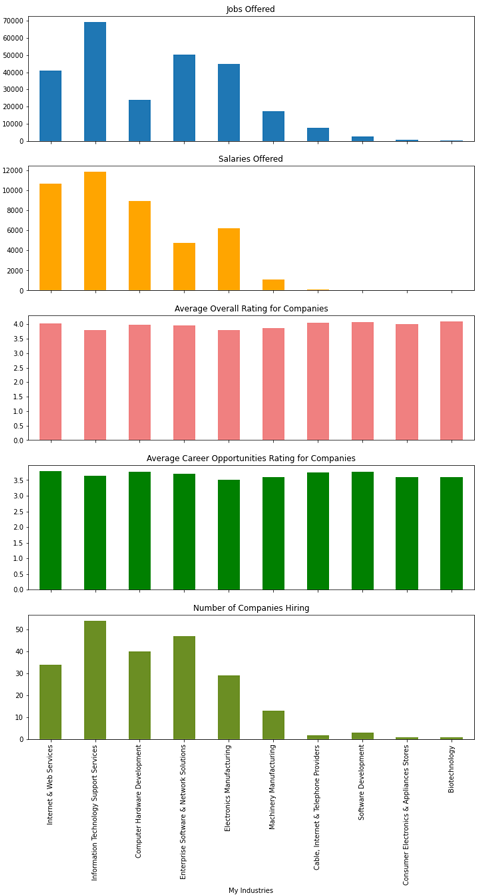 Jobs Offered
70000
60000
50000
40000
30000
20000
10000
0
Salaries Offered
12000
10000
8000
6000
4000
2000
0
Average Overall Rating for Companies
4.0
3.5
3.0
2.5
2.0
1.5
1.0
0.5
0.0
Average Career Opportunities Rating for Companies
3.5
3.0
2.5
2.0
1.5
1.0
0.5
0.0
Number of Companies Hiring
50
40
30
20
10
0
Internet & Web Services
Information Technology Support Services
Computer Hardware Development
Enterprise Software & Network Solutions
Electronics Manufacturing
Machinery Manufacturing
Cable, Internet & Telephone Providers
Software Development
Consumer Electronics & Appliances Stores
Biotechnology
My Industries